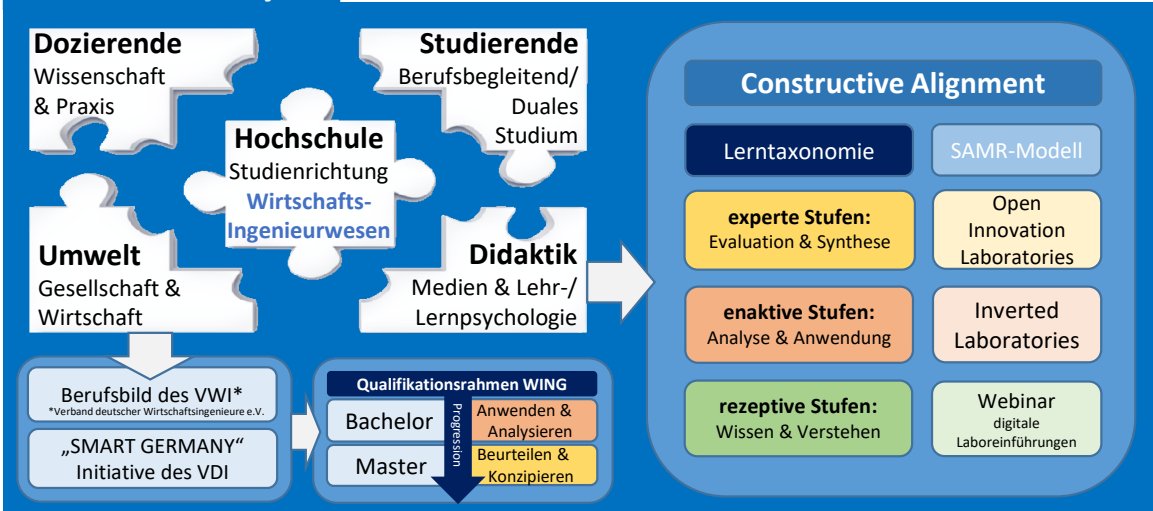 Dozierende
Wissenschaft
& Praxis
Studierende
Berufsbegleitend/
Duales
Studium
Hochschule
Studienrichtung
Wirtschafts-
Ingenieurwesen
Umwelt
Gesellschaft &
Wirtschaft
Didaktik
Medien & Lehr-/
Lernpsychologie
Berufsbild des VWI*
*Verband deutscher Wirtschaftsingenieure e.V.
„SMART GERMANY“
Initiative des VDI
Qualifikationsrahmen WING
Bachelor
Master
Progression
Anwenden &
Analysieren
Beurteilen &
Konzipieren
Constructive Alignment
Lerntaxonomie
SAMR-Modell
experte Stufen:
Evaluation & Synthese
Open
Innovation
Laboratories
enaktive Stufen:
Analyse & Anwendung
Inverted
Laboratories
rezeptive Stufen:
Wissen & Verstehen
Webinar
digitale
Laboreinführungen